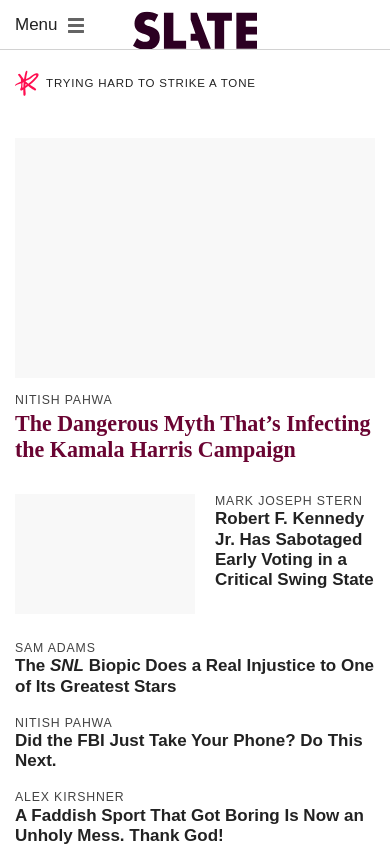 Menu
SLATE
TRYING HARD TO STRIKE A TONE
NITISH PAHWA
The Dangerous Myth That’s Infecting
the Kamala Harris Campaign
MARK JOSEPH STERN
Robert F. Kennedy
Jr. Has Sabotaged
Early Voting in a
Critical Swing State
SAM ADAMS
The SNL Biopic Does a Real Injustice to One
of Its Greatest Stars
NITISH PAHWA
Did the FBI Just Take Your Phone? Do This
Next.
ALEX KIRSHNER
A Faddish Sport That Got Boring Is Now an
Unholy Mess. Thank God!